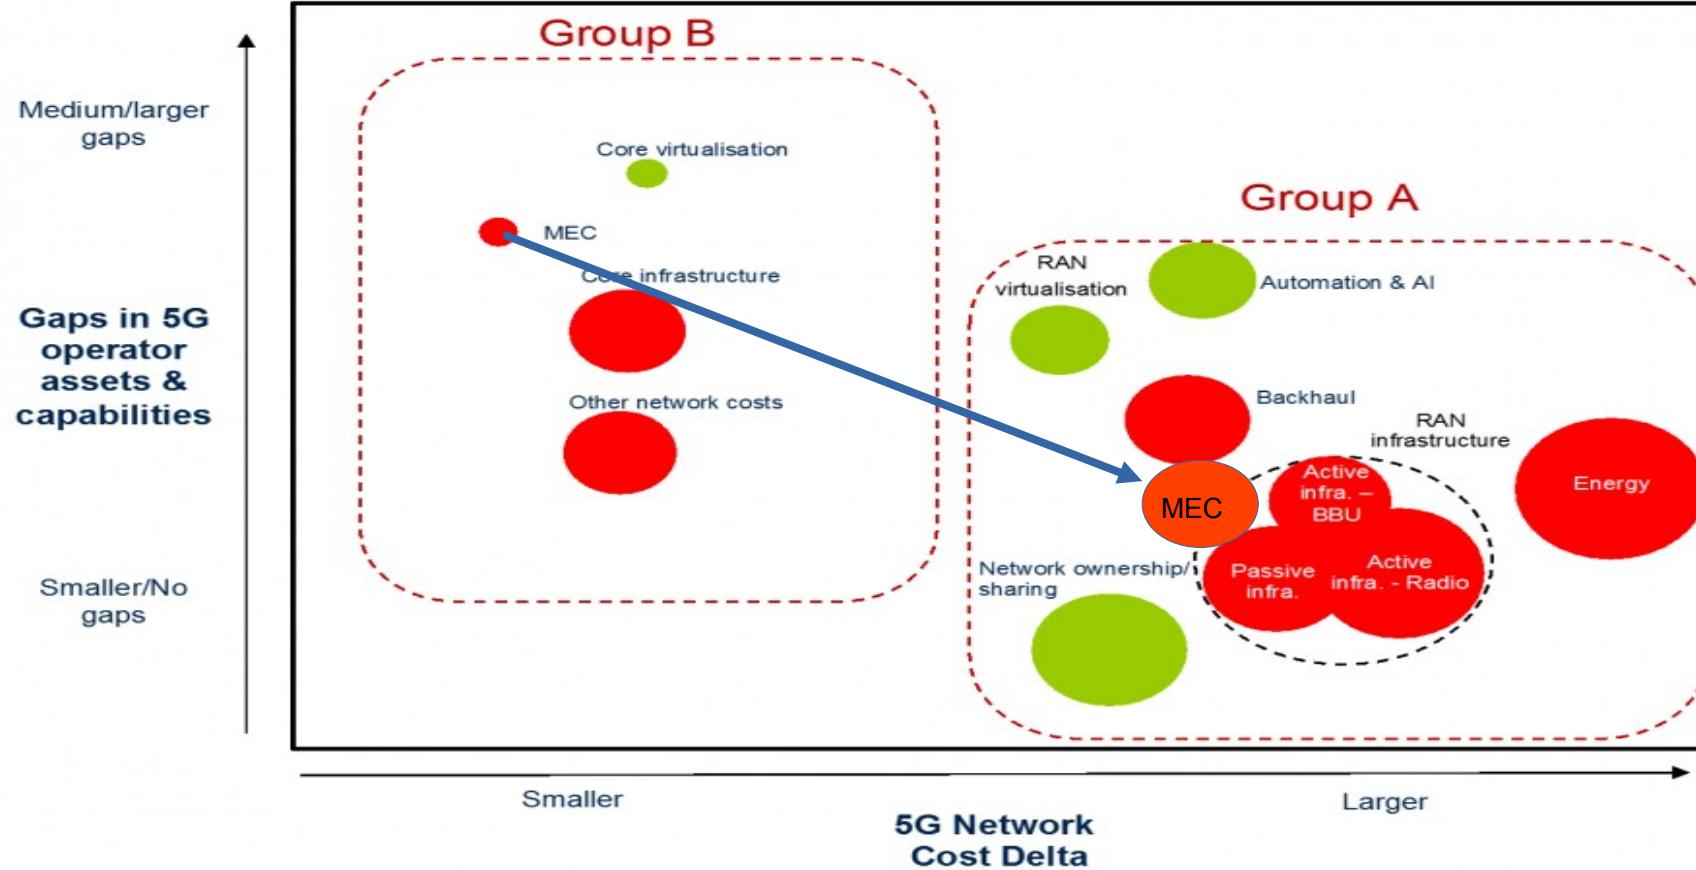 Group B
Medium/larger
gaps
Core virtualisation
Group A
MEC
RAN
virtualisation
Core infrastructure
Automation & AI
Gaps in 5G
operator
assets &
capabilities
Other network costs
Backhaul
RAN
infrastructure
Active
infra. –
BBU
Energy
MEC
Network ownership/
sharing
Passive
infra.
Active
infra. - Radio
Smaller/No
gaps
Smaller
Larger
5G Network
Cost Delta